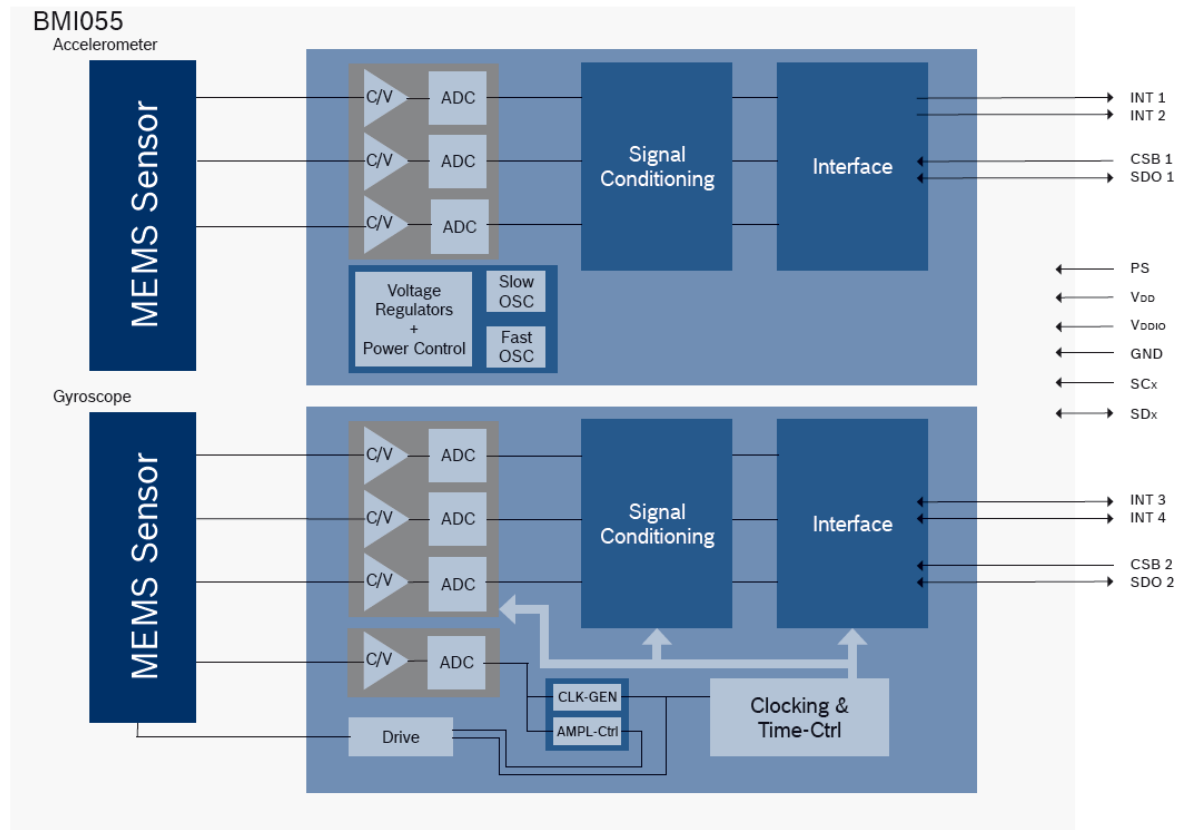 BMI055
Accelerometer
MEMS Sensor
C/V
ADC
C/V
ADC
C/V
ADC
Signal
Conditioning
Interface
INT 1
INT 2
CSB 1
SDO 1
Voltage
Regulators
+
Power Control
Slow
OSC
Fast
OSC
PS
VDD
VDDIO
GND
SCx
SDx
Gyroscope
MEMS Sensor
C/V
ADC
C/V
ADC
C/V
ADC
Signal
Conditioning
Interface
INT 3
INT 4
CSB 2
SDO 2
C/V
ADC
CLK-GEN
AMPL-Ctrl
Drive
Clocking &
Time-Ctrl